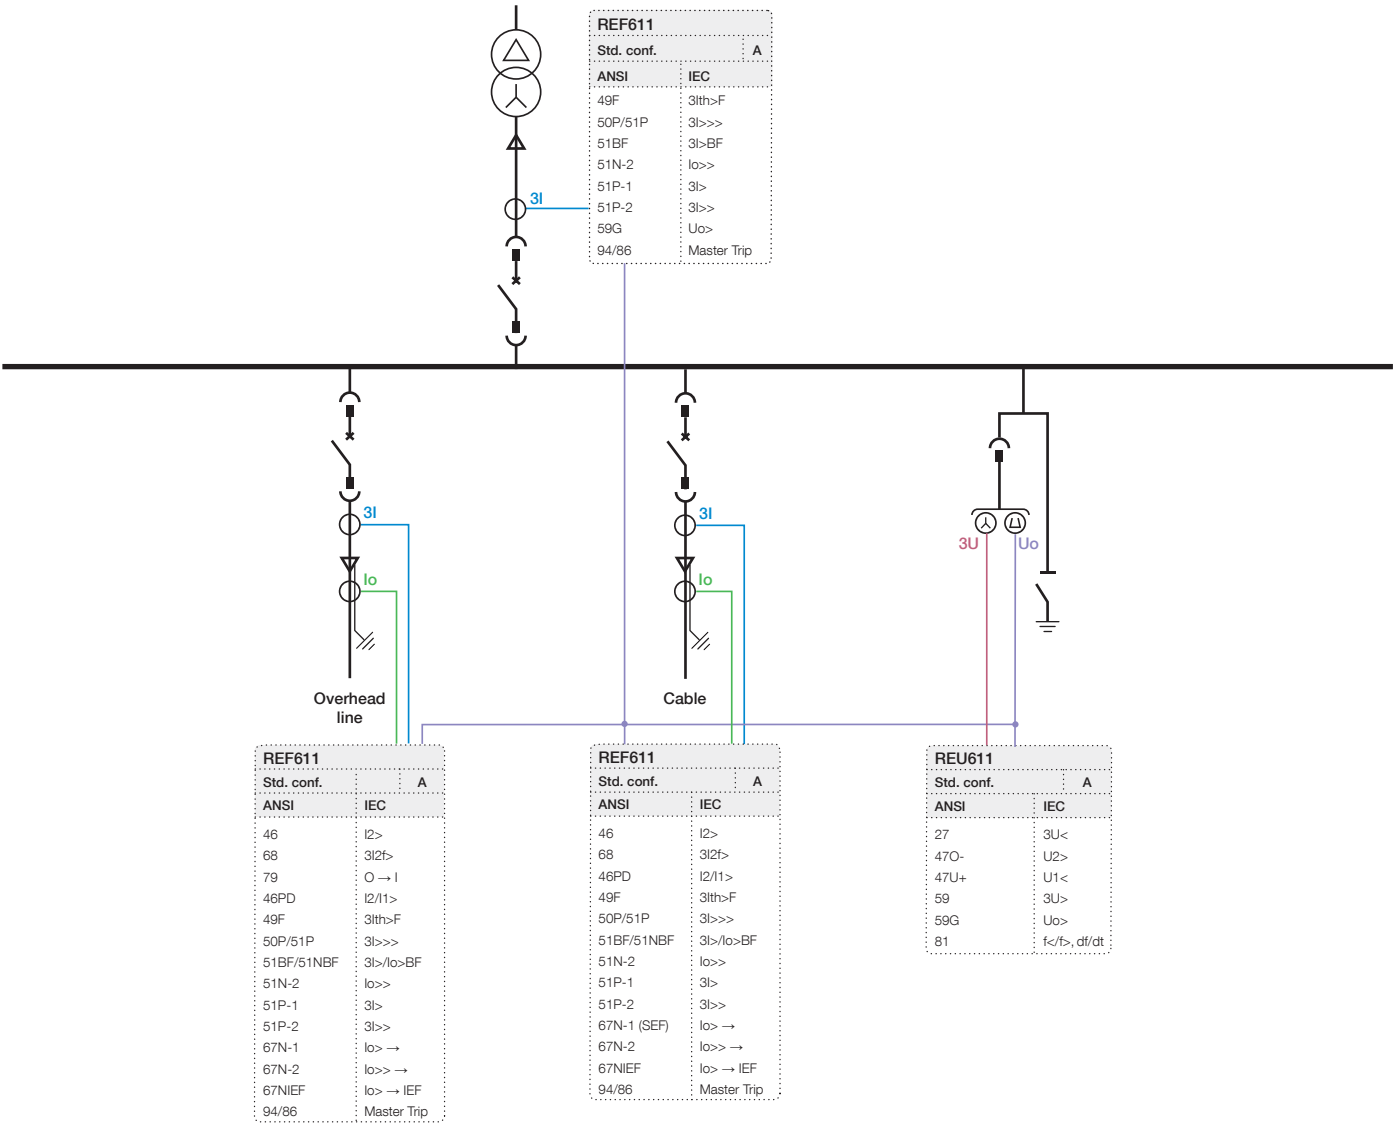 REF611
Std. conf. A
ANSI IEC
49F 3Ith>F
50P/51P 3I>>>
51BF 3I>BF
51N-2 Io>>
51P-1 3I>
51P-2 3I>>
59G Uo>
94/86 Master Trip
3I
3I
Io
Overhead
line
3I
Io
Cable
3U Uo
REF611
Std. conf. A
ANSI IEC
46 I2>
68 3I2f>
79 O → I
46PD I2/I1>
49F 3Ith>F
50P/51P 3I>>>
51BF/51NBF 3I>/Io>BF
51N-2 Io>>
51P-1 3I>
51P-2 3I>>
67N-1 Io> →
67N-2 Io>> →
67NIEF Io> → IEF
94/86 Master Trip
REF611
Std. conf. A
ANSI IEC
46 I2>
68 3I2f>
46PD I2/I1>
49F 3Ith>F
50P/51P 3I>>>
51BF/51NBF 3I>/Io>BF
51N-2 Io>>
51P-1 3I>
51P-2 3I>>
67N-1 (SEF) Io> →
67N-2 Io>> →
67NIEF Io> → IEF
94/86 Master Trip
REU611
Std. conf. A
ANSI IEC
27 3U<
47O- U2>
47U+ U1<
59 3U>
59G Uo>
81 f</f>, df/dt